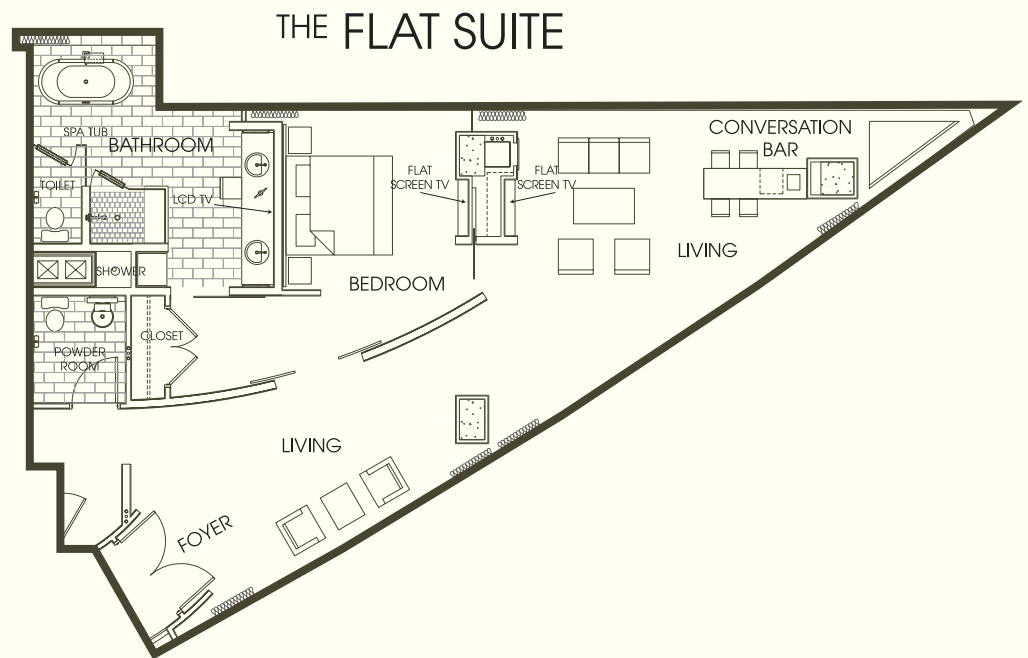 THE FLAT SUITE
SPA TUB
BATHROOM
CONVERSATION
BAR
TOILET
LCD TV
FLAT
SCREEN TV
FLAT
SCREEN TV
LIVING
SHOWER
BEDROOM
CLOSET
POWDER
ROOM
LIVING
FOYER